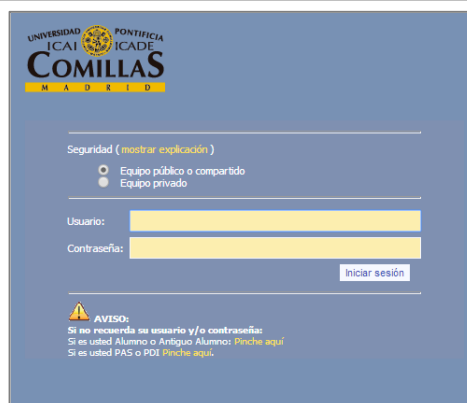 UNIVERSIDAD PONTIFICIA
ICAI ICADE
COMILLAS
M A D R I D
Seguridad ( mostrar explicación )
Equipo público o compartido
Equipo privado
Usuario:
Contraseña:
Iniciar sesión
AVISO:
Si no recuerda su usuario y/o contraseña:
Si es usted Alumno o Antiguo Alumno: Pinche aquí
Si es usted PAS o PDI Pinche aquí.